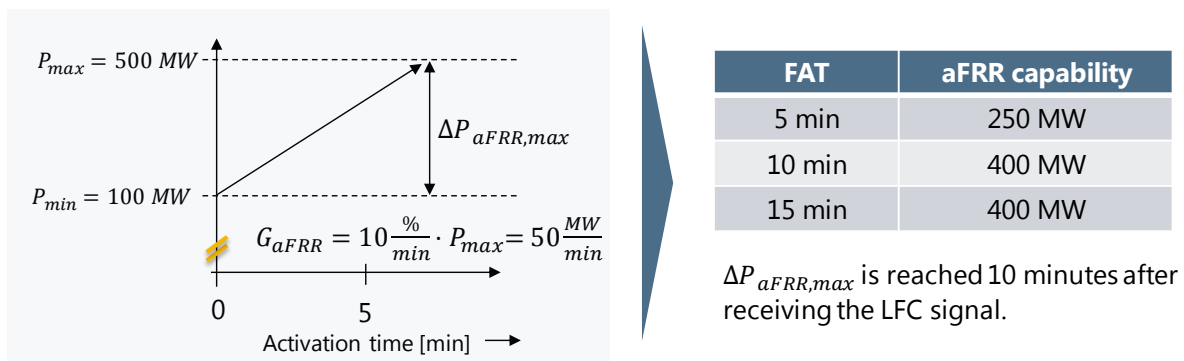 P_max = 500 MW
ΔP_aFRR,max
P_min = 100 MW
G_aFRR = 10 %/min · P_max = 50 MW/min
0 5
Activation time [min]
FAT aFRR capability
5 min 250 MW
10 min 400 MW
15 min 400 MW
ΔP_aFRR,max is reached 10 minutes after
receiving the LFC signal.